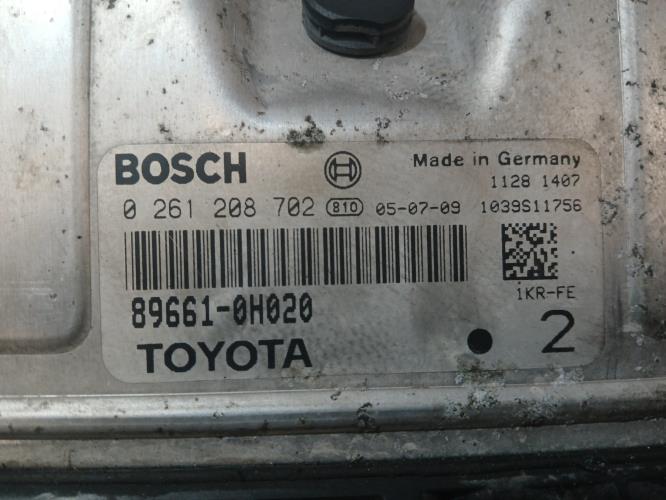 BOSCH Made in Germany
1128 1407
0 261 208 702 810 05-07-09 1039S11756
89661-0H020 1KR-FE
TOYOTA 2